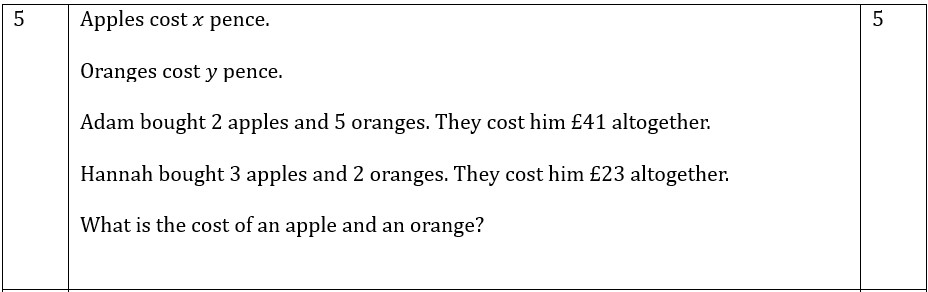 5 Apples cost x pence. 5
Oranges cost y pence.
Adam bought 2 apples and 5 oranges. They cost him £41 altogether.
Hannah bought 3 apples and 2 oranges. They cost him £23 altogether.
What is the cost of an apple and an orange?